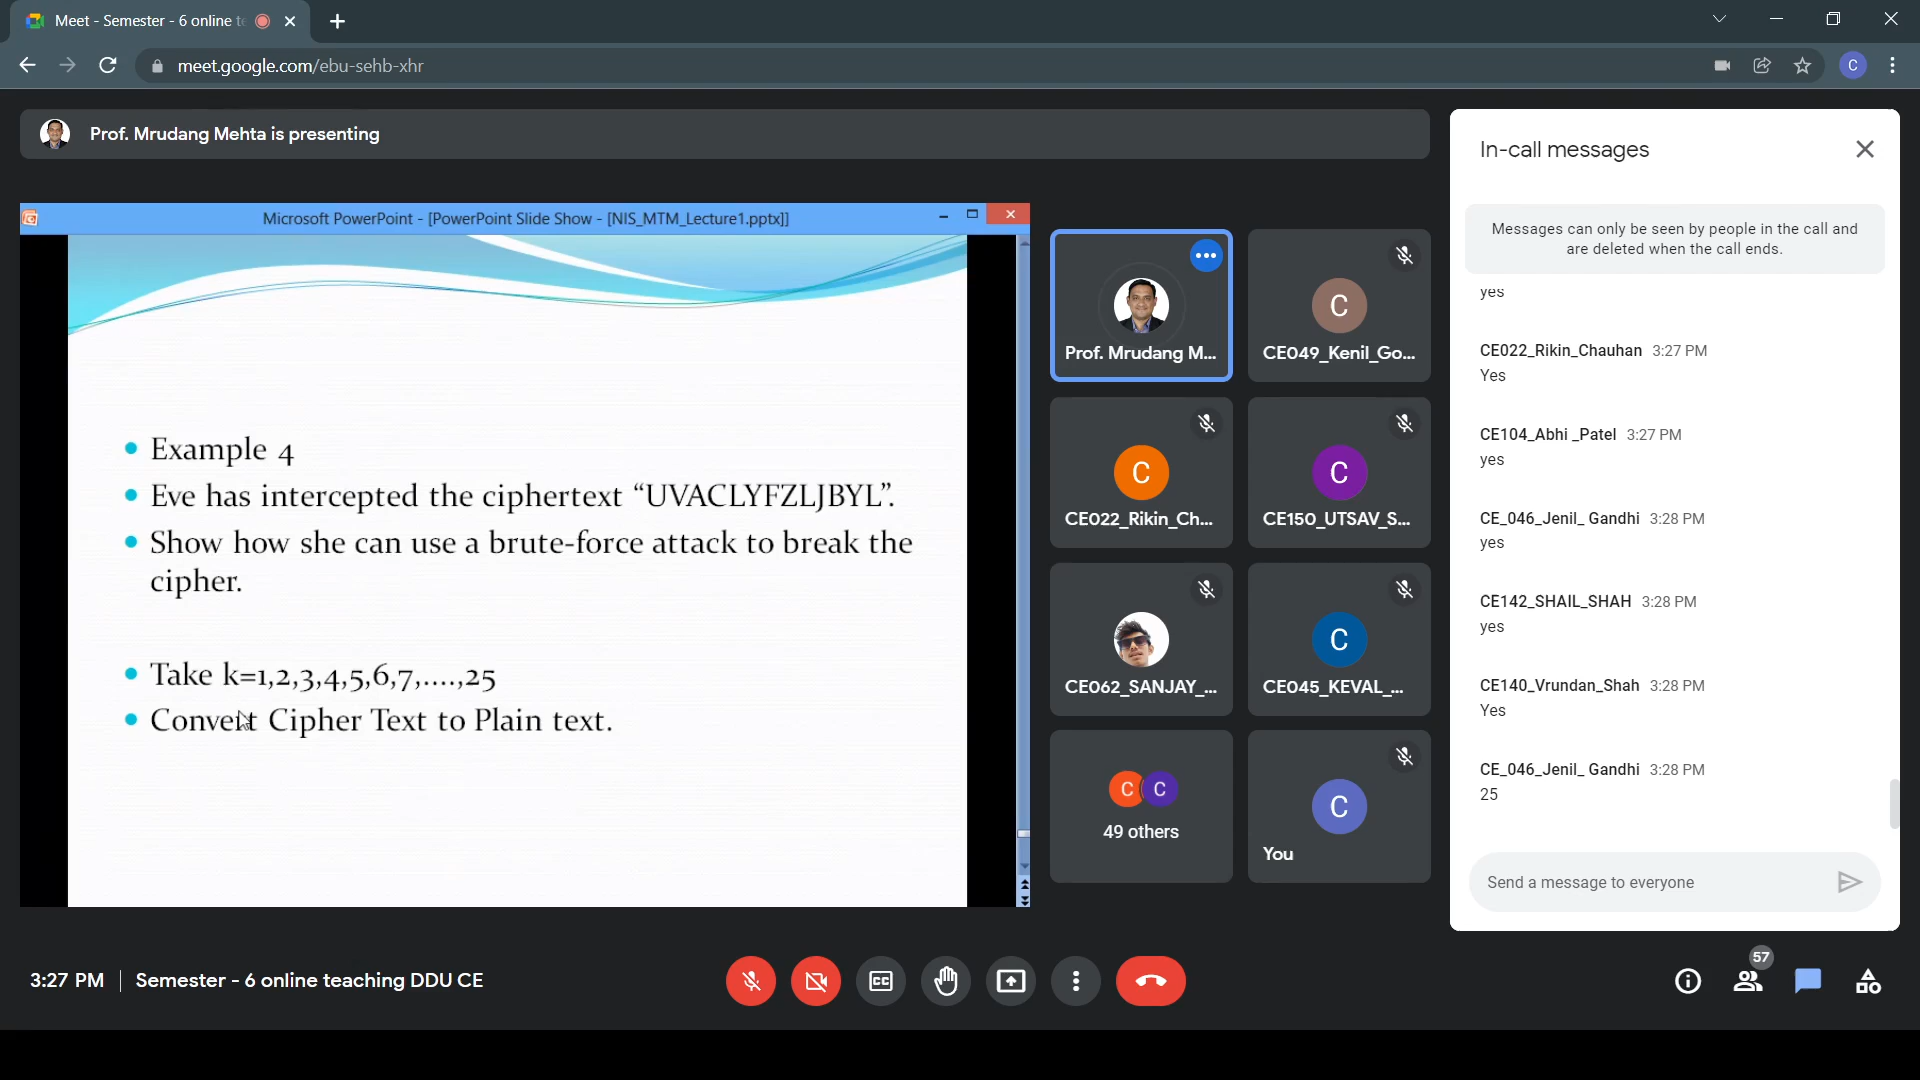 Meet - Semester - 6 online te
meet.google.com/ebu-sehb-xhr
C
Prof. Mrudang Mehta is presenting
Microsoft PowerPoint - [PowerPoint Slide Show - [NIS_MTM_Lecture1.pptx]]
Example 4
Eve has intercepted the ciphertext “UVACLYFZLJBYL”.
Show how she can use a brute-force attack to break the
cipher.
Take k=1,2,3,4,5,6,7,....,25
Convert Cipher Text to Plain text.
Prof. Mrudang M...
C
CE049_Kenil_Go...
C
CE022_Rikin_Ch...
C
CE150_UTSAV_S...
CE062_SANJAY_...
C
CE045_KEVAL_...
C C
49 others
C
You
In-call messages
Messages can only be seen by people in the call and
are deleted when the call ends.
yes
CE022_Rikin_Chauhan 3:27 PM
Yes
CE104_Abhi _Patel 3:27 PM
yes
CE_046_Jenil_ Gandhi 3:28 PM
yes
CE142_SHAIL_SHAH 3:28 PM
yes
CE140_Vrundan_Shah 3:28 PM
Yes
CE_046_Jenil_ Gandhi 3:28 PM
25
Send a message to everyone
3:27 PM | Semester - 6 online teaching DDU CE
CC
57